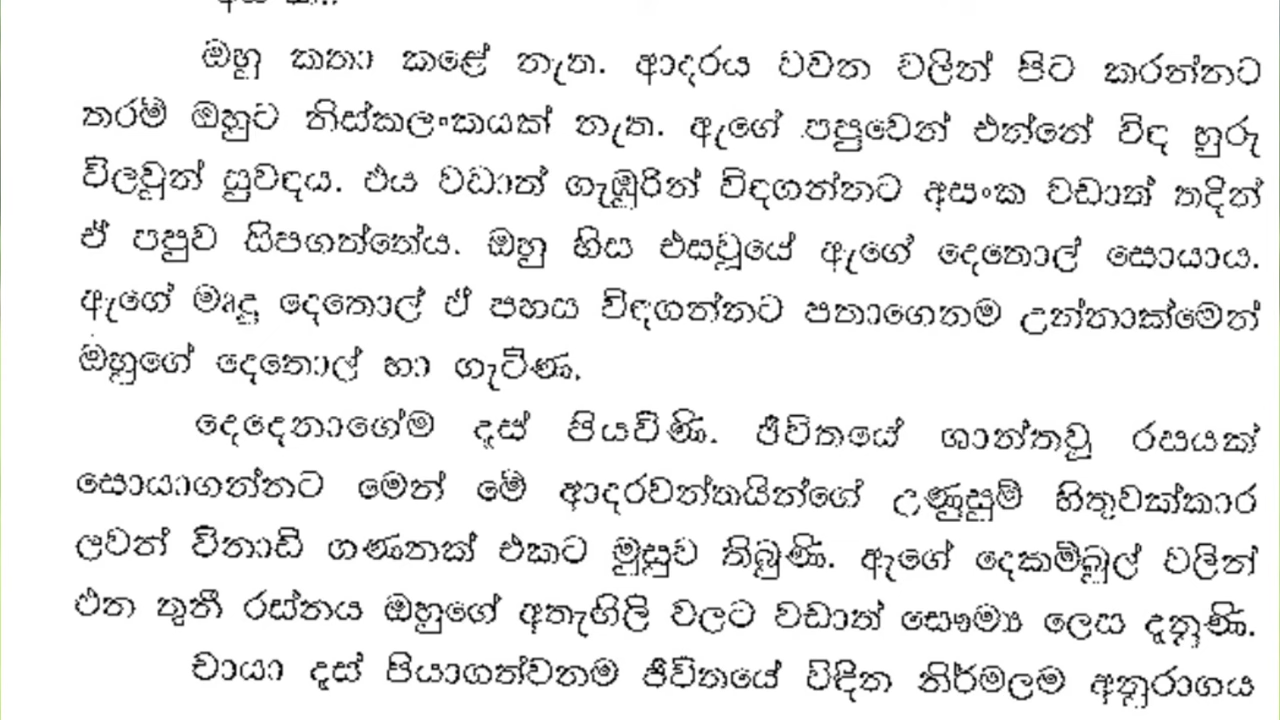 ඔහු කතා කළේ නැත. ආදරය වචන වලින් පිට කරන්නට
තරම් ඔහුට නිස්කලංකයක් නැත. ඇගේ පපුවෙන් එන්නේ විඳ හුරු
විලවුන් සුවඳය. එය වඩාත් ගැඹුරින් විඳගන්නට අසංක වඩාත් තදින්
ඒ පපුව සිපගත්තේය. ඔහු හිස එසවූයේ ඇගේ දෙතොල් සොයාය.
ඇගේ මෘදු දෙතොල් ඒ පහය විඳගන්නට පතාගෙනම උන්නාක්මෙන්
ඔහුගේ දෙතොල් හා ගැටිණ.
දෙදෙනාගේම දෑස් පියවිණි. ජීවිතයේ ශාන්තවූ රසයක්
සොයාගන්නට මෙන් මේ ආදරවන්තයින්ගේ උණුසුම් හිතුවක්කාර
ලවන් විනාඩි ගණනක් එකට මුසුව තිබුණි. ඇගේ දෙකම්බුල් වලින්
එන තුනී රස්නය ඔහුගේ අතැඟිලි වලට වඩාත් සෞම්‍ය ලෙස දැනුණි.
චායා දෑස් පියාගත්වනම ජීවිතයේ විඳින නිර්මලම අනුරාගය